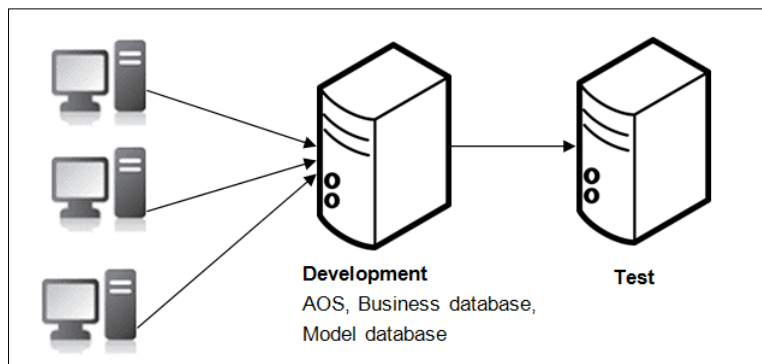 Development
AOS, Business database,
Model database
Test